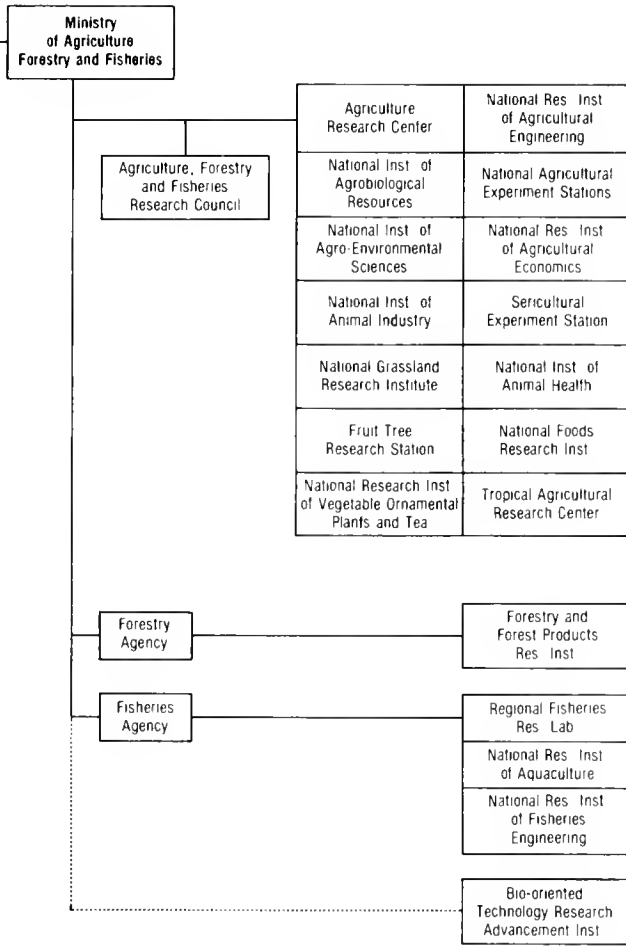 Ministry
of Agriculture
Forestry and Fisheries
Agriculture, Forestry
and Fisheries
Research Council
Agriculture
Research Center
National Res Inst
of Agricultural
Engineering
National Inst of
Agrobiological
Resources
National Agricultural
Experiment Stations
National Inst of
Agro-Environmental
Sciences
National Res Inst
of Agricultural
Economics
National Inst of
Animal Industry
Sericultural
Experiment Station
National Grassland
Research Institute
National Inst of
Animal Health
Fruit Tree
Research Station
National Foods
Research Inst
National Research Inst
of Vegetable Ornamental
Plants and Tea
Tropical Agricultural
Research Center
Forestry
Agency
Forestry and
Forest Products
Res Inst
Fisheries
Agency
Regional Fisheries
Res Lab
National Res Inst
of Aquaculture
National Res Inst
of Fisheries
Engineering
Bio-oriented
Technology Research
Advancement Inst